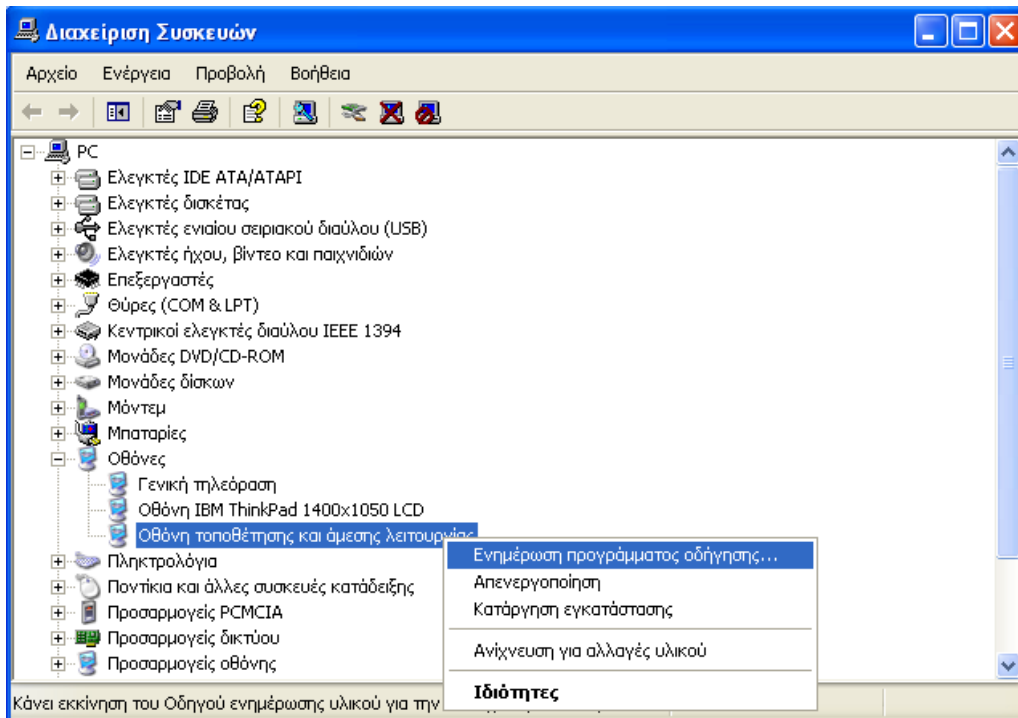 Διαχείριση Συσκευών
Αρχείο Ενέργεια Προβολή Βοήθεια
PC
Ελεγκτές IDE ATA/ATAPI
Ελεγκτές δισκέτας
Ελεγκτές ενιαίου σειριακού διαύλου (USB)
Ελεγκτές ήχου, βίντεο και παιχνιδιών
Επεξεργαστές
Θύρες (COM & LPT)
Κεντρικοί ελεγκτές διαύλου IEEE 1394
Μονάδες DVD/CD-ROM
Μονάδες δίσκων
Μόντεμ
Μπαταρίες
Οθόνες
Γενική τηλεόραση
Οθόνη IBM ThinkPad 1400x1050 LCD
Οθόνη τοποθέτησης και άμεσης λειτουργίας
Ενημέρωση προγράμματος οδήγησης...
Πληκτρολόγια
Ποντίκια και άλλες συσκευές κατάδειξης
Απενεργοποίηση
Προσαρμογείς PCMCIA
Κατάργηση εγκατάστασης
Προσαρμογείς δικτύου
Ανίχνευση για αλλαγές υλικού
Προσαρμογείς οθόνης
Ιδιότητες
Κάνει εκκίνηση του Οδηγού ενημέρωσης υλικού για την